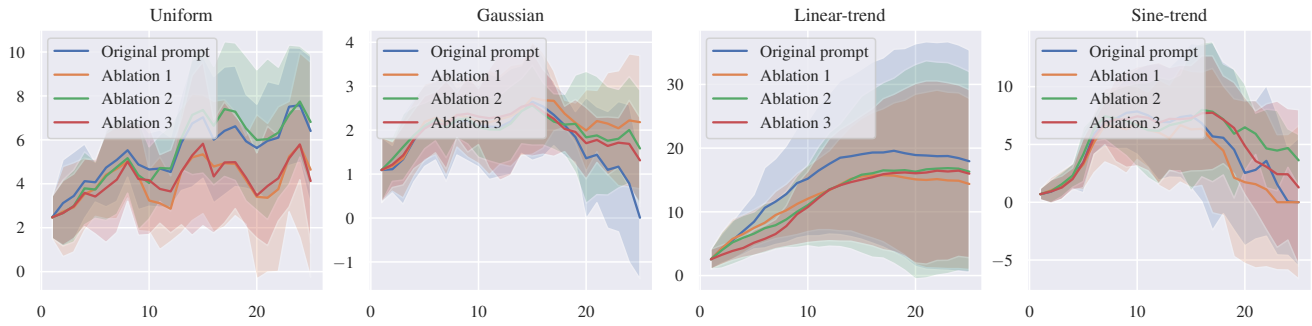 Uniform
10
8
6
4
2
0
0
10
20
Original prompt
Ablation 1
Ablation 2
Ablation 3
Gaussian
4
3
2
1
0
−1
0
10
20
Original prompt
Ablation 1
Ablation 2
Ablation 3
Linear-trend
30
20
10
0
0
10
20
Original prompt
Ablation 1
Ablation 2
Ablation 3
Sine-trend
10
5
0
−5
0
10
20
Original prompt
Ablation 1
Ablation 2
Ablation 3